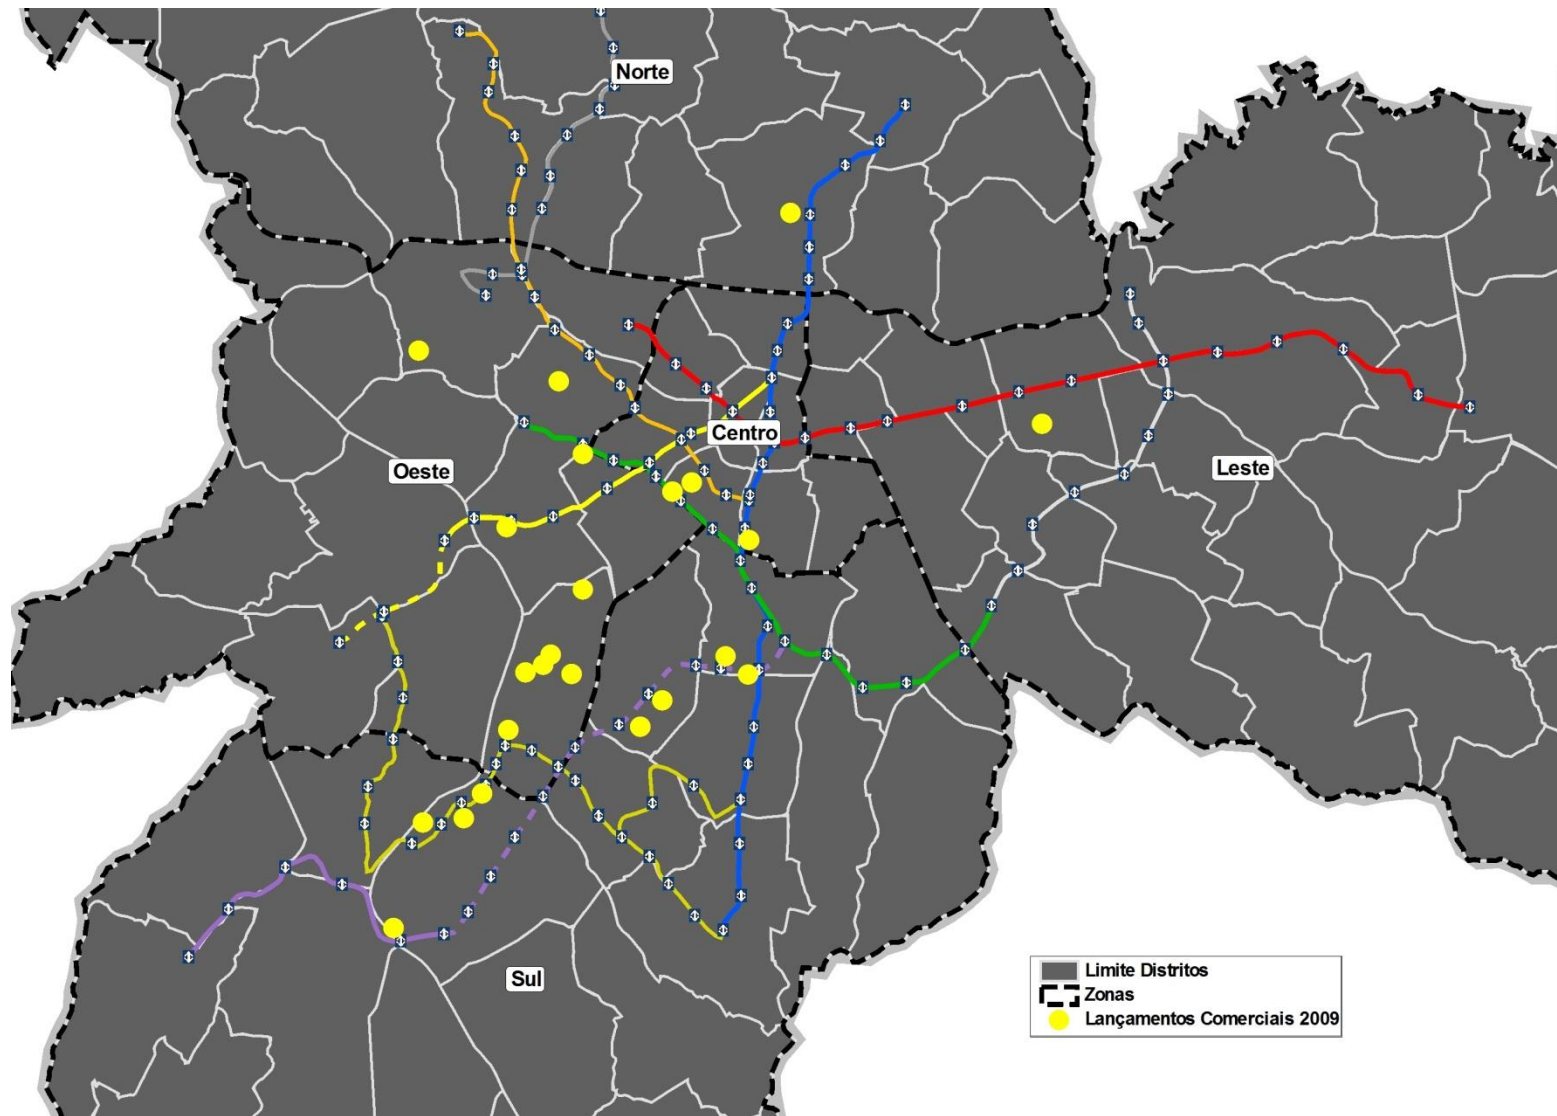 Norte
Centro
Oeste
Leste
Sul
Limite Distritos
Zonas
Lançamentos Comerciais 2009